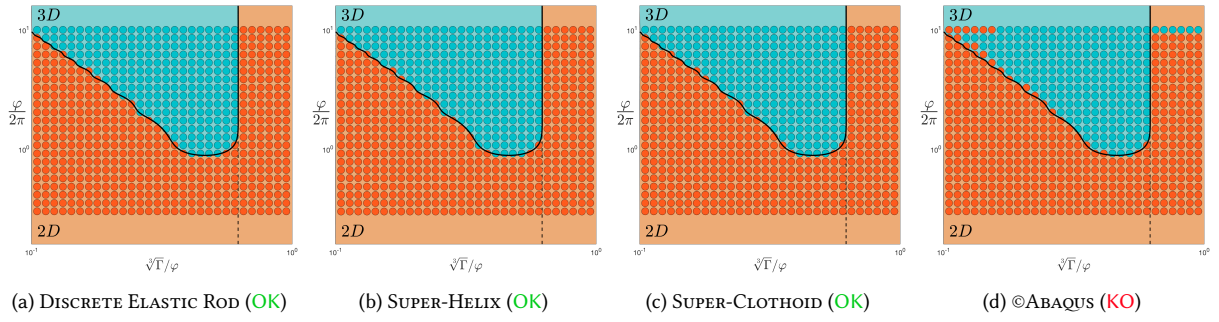 3D
10¹
φ/2π
10⁰
2D
10⁻¹
10⁰
∛Γ/φ
(a) Discrete Elastic Rod (OK)
3D
10¹
φ/2π
10⁰
2D
10⁻¹
10⁰
∛Γ/φ
(b) Super-Helix (OK)
3D
10¹
φ/2π
10⁰
2D
10⁻¹
10⁰
∛Γ/φ
(c) Super-Clothoid (OK)
3D
10¹
φ/2π
10⁰
2D
10⁻¹
10⁰
∛Γ/φ
(d) ©Abaqus (KO)